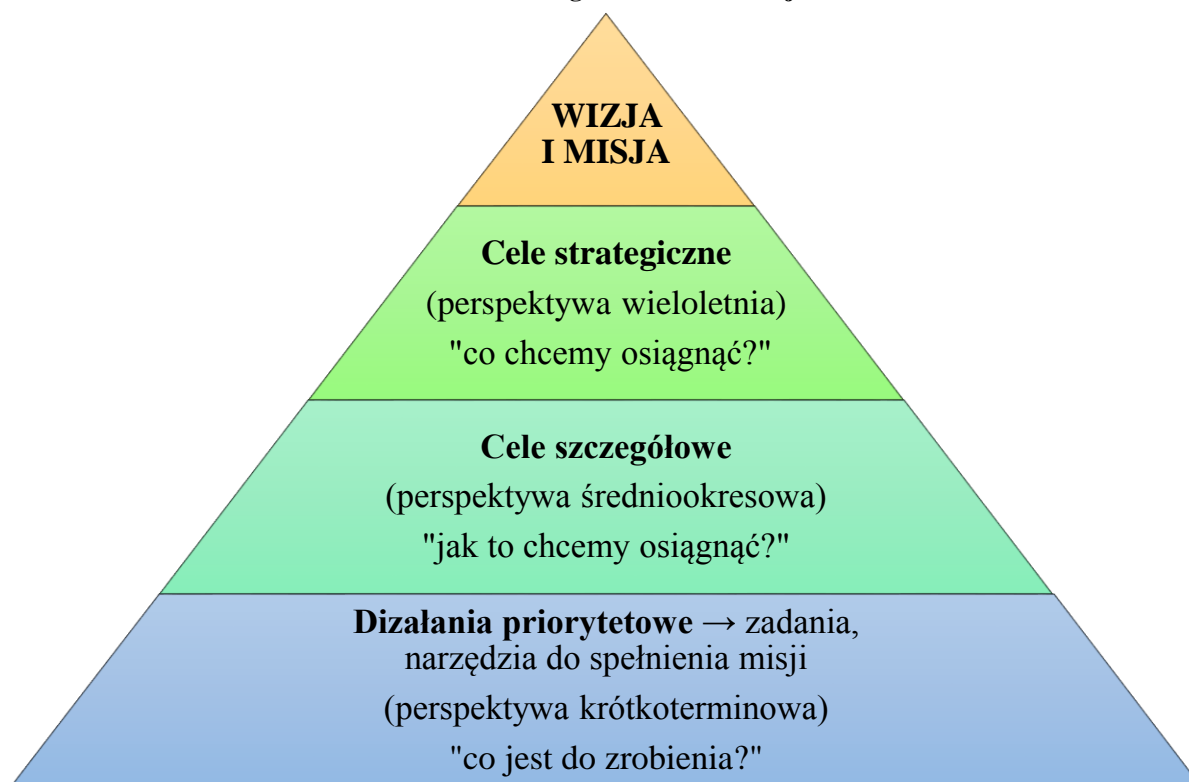 WIZJA
I MISJA
Cele strategiczne
(perspektywa wieloletnia)
"co chcemy osiągnąć?"
Cele szczegółowe
(perspektywa średniookresowa)
"jak to chcemy osiągnąć?"
Dizałania priorytetowe → zadania,
narzędzia do spełnienia misji
(perspektywa krótkoterminowa)
"co jest do zrobienia?"